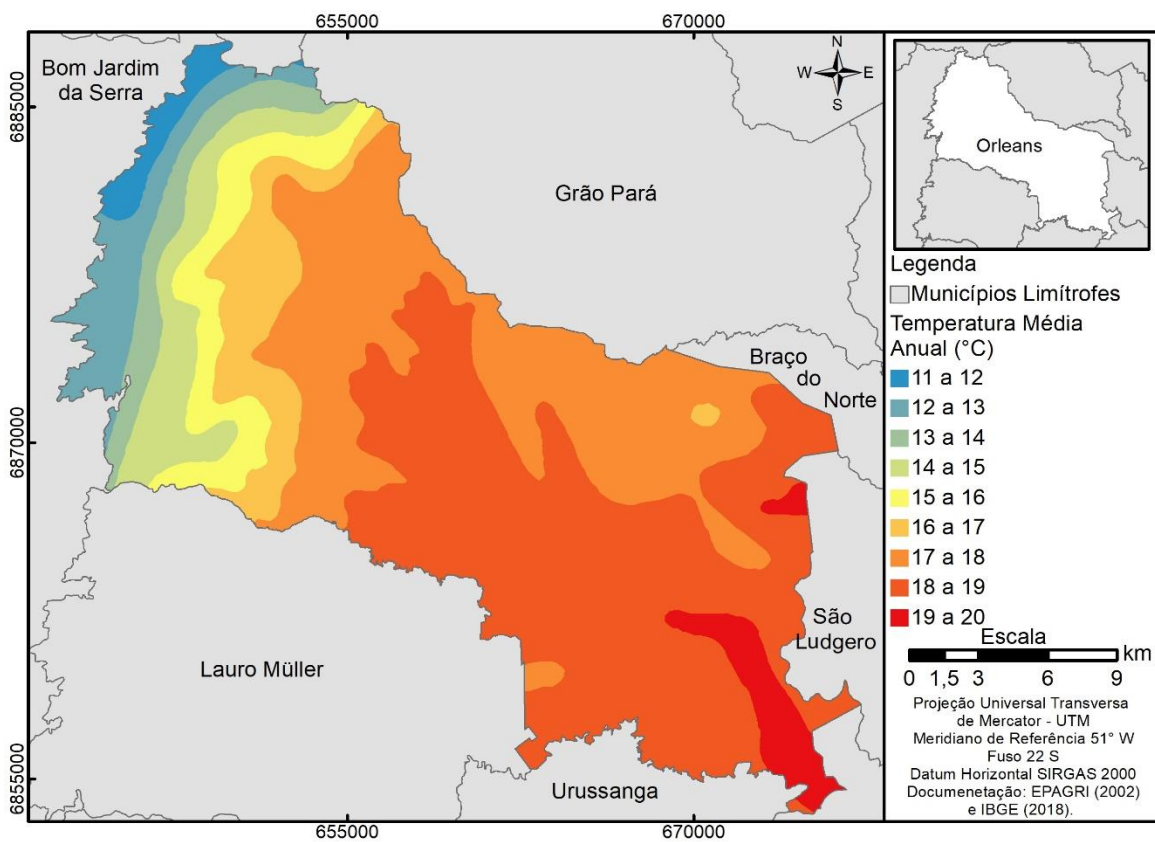 655000
670000
Bom Jardim
da Serra
N
W
E
S
6885000
Grão Pará
Orleans
Legenda
Municípios Limítrofes
Temperatura Média
Anual (°C)
11 a 12
12 a 13
13 a 14
14 a 15
15 a 16
16 a 17
17 a 18
18 a 19
19 a 20
Braço
do
Norte
6870000
São
Ludgero
Lauro Müller
Urussanga
6855000
Escala
km
0 1,5 3 6 9
Projeção Universal Transversa
de Mercator - UTM
Meridiano de Referência 51° W
Fuso 22 S
Datum Horizontal SIRGAS 2000
Documenetação: EPAGRI (2002)
e IBGE (2018).
655000
670000